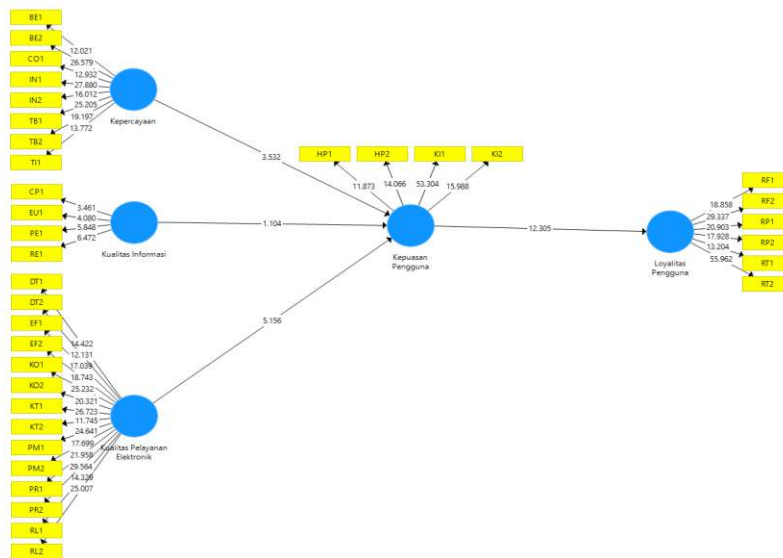 BE1
BE2
CO1
IN1
IN2
TB1
TB2
TI1
12.021
26.579
12.932
27.880
16.012
25.205
19.197
13.772
Kepercayaan
3.532
CP1
EU1
PE1
RE1
3.461
4.080
5.848
6.472
Kualitas Informasi
1.104
DT1
DT2
EF1
EF2
KO1
KO2
KT1
KT2
PM1
PM2
PR1
PR2
RL1
RL2
14.422
12.131
17.039
18.743
25.232
20.321
26.723
11.745
24.641
17.699
21.958
29.564
14.329
25.007
Kualitas Pelayanan
Elektronik
5.156
HP1
HP2
KI1
KI2
11.873
14.066
53.304
15.988
Kepuasan
Pengguna
12.305
Loyalitas
Pengguna
18.858
29.337
20.903
17.928
13.204
55.962
RF1
RF2
RP1
RP2
RT1
RT2